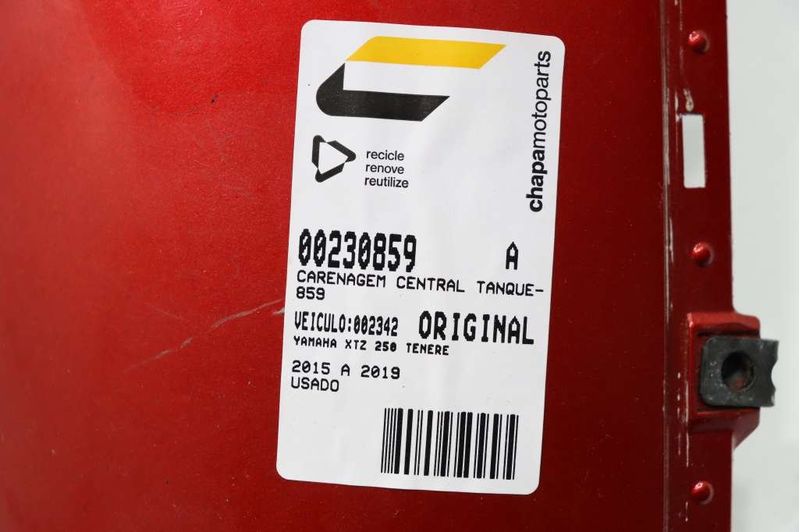 chapamotoparts
recicle
renove
reutilize
00230859 A
CARENAGEM CENTRAL TANQUE-
859
VEICULO:002342 ORIGINAL
YAMAHA XTZ 250 TENERE
2015 A 2019
USADO